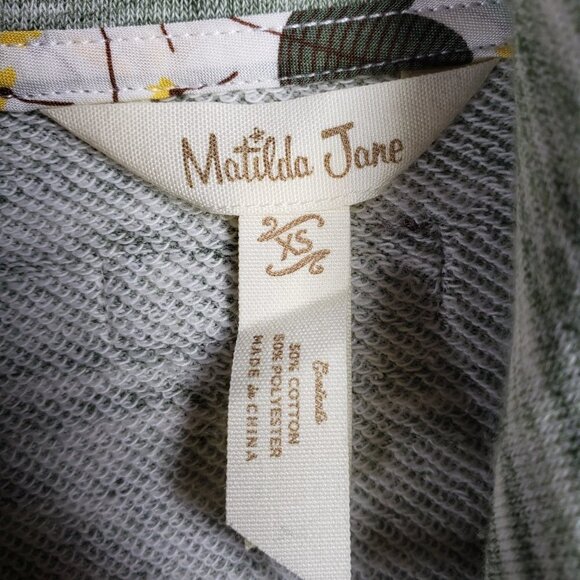 Matilda Jane
XS
Contents
50% COTTON
50% POLYESTER
MADE in CHINA